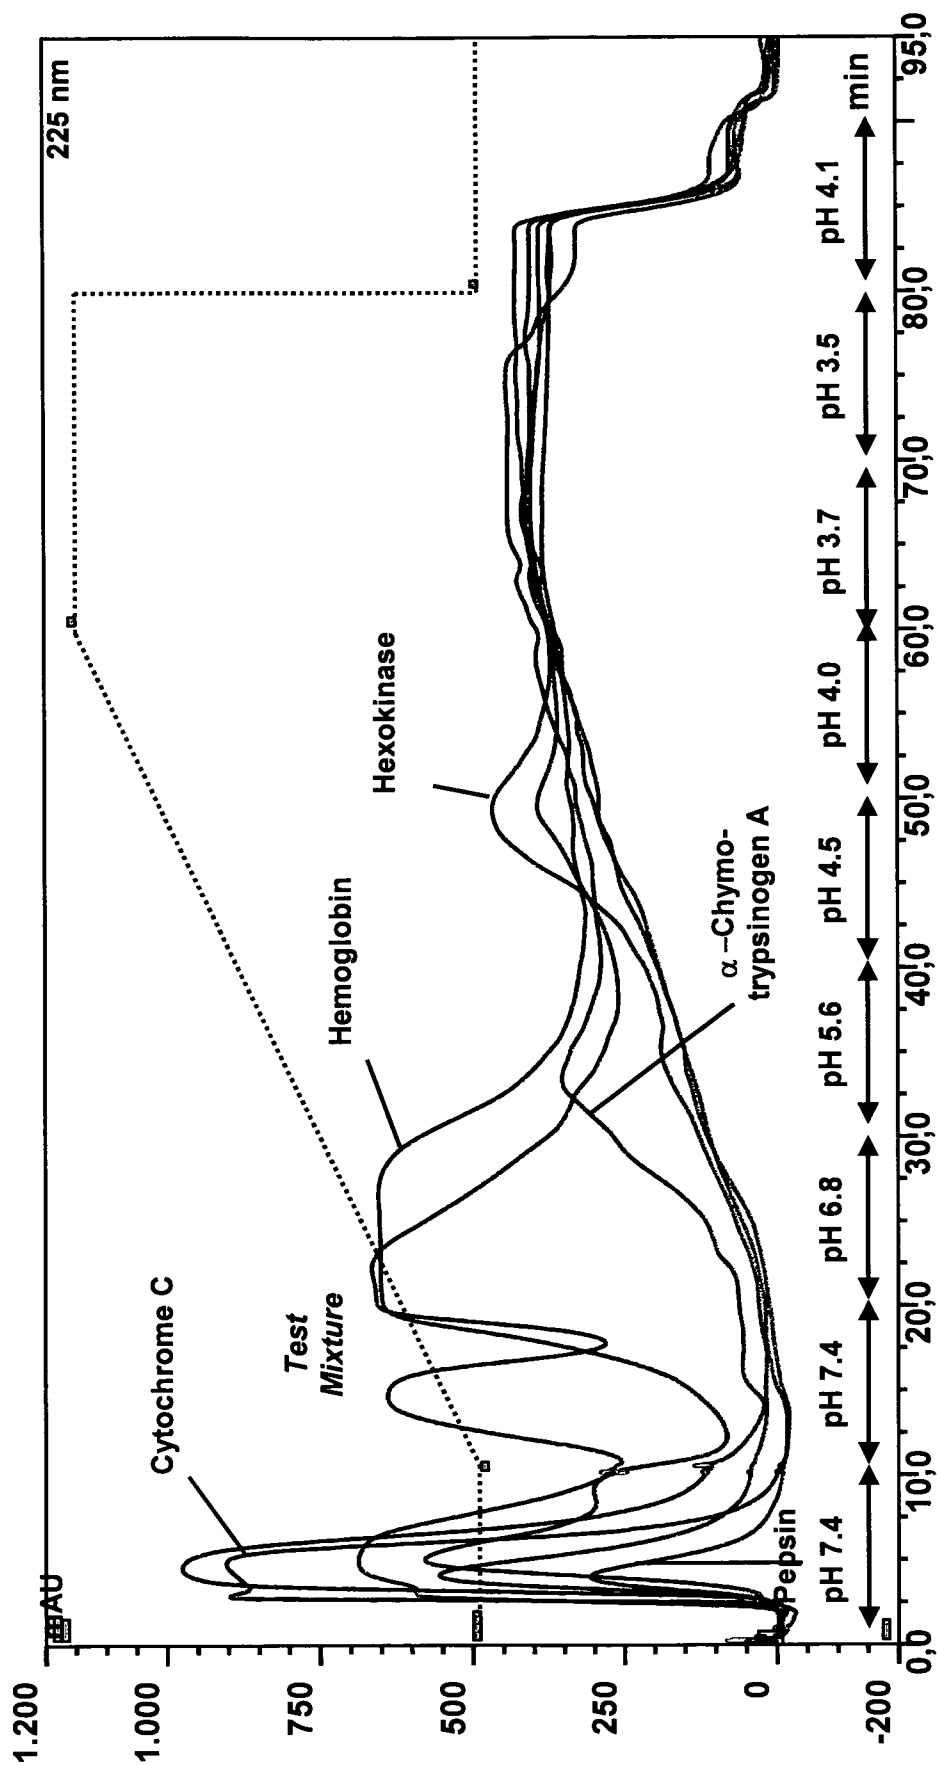 225 nm
AU
1.200
1.000
750
500
250
0
-200
Cytochrome C
Test
Mixture
Hemoglobin
Hexokinase
α –Chymo-
trypsinogen A
Pepsin
pH 7.4
pH 7.4
pH 6.8
pH 5.6
pH 4.5
pH 4.0
pH 3.7
pH 3.5
pH 4.1
min
0,0
10,0
20,0
30,0
40,0
50,0
60,0
70,0
80,0
95,0